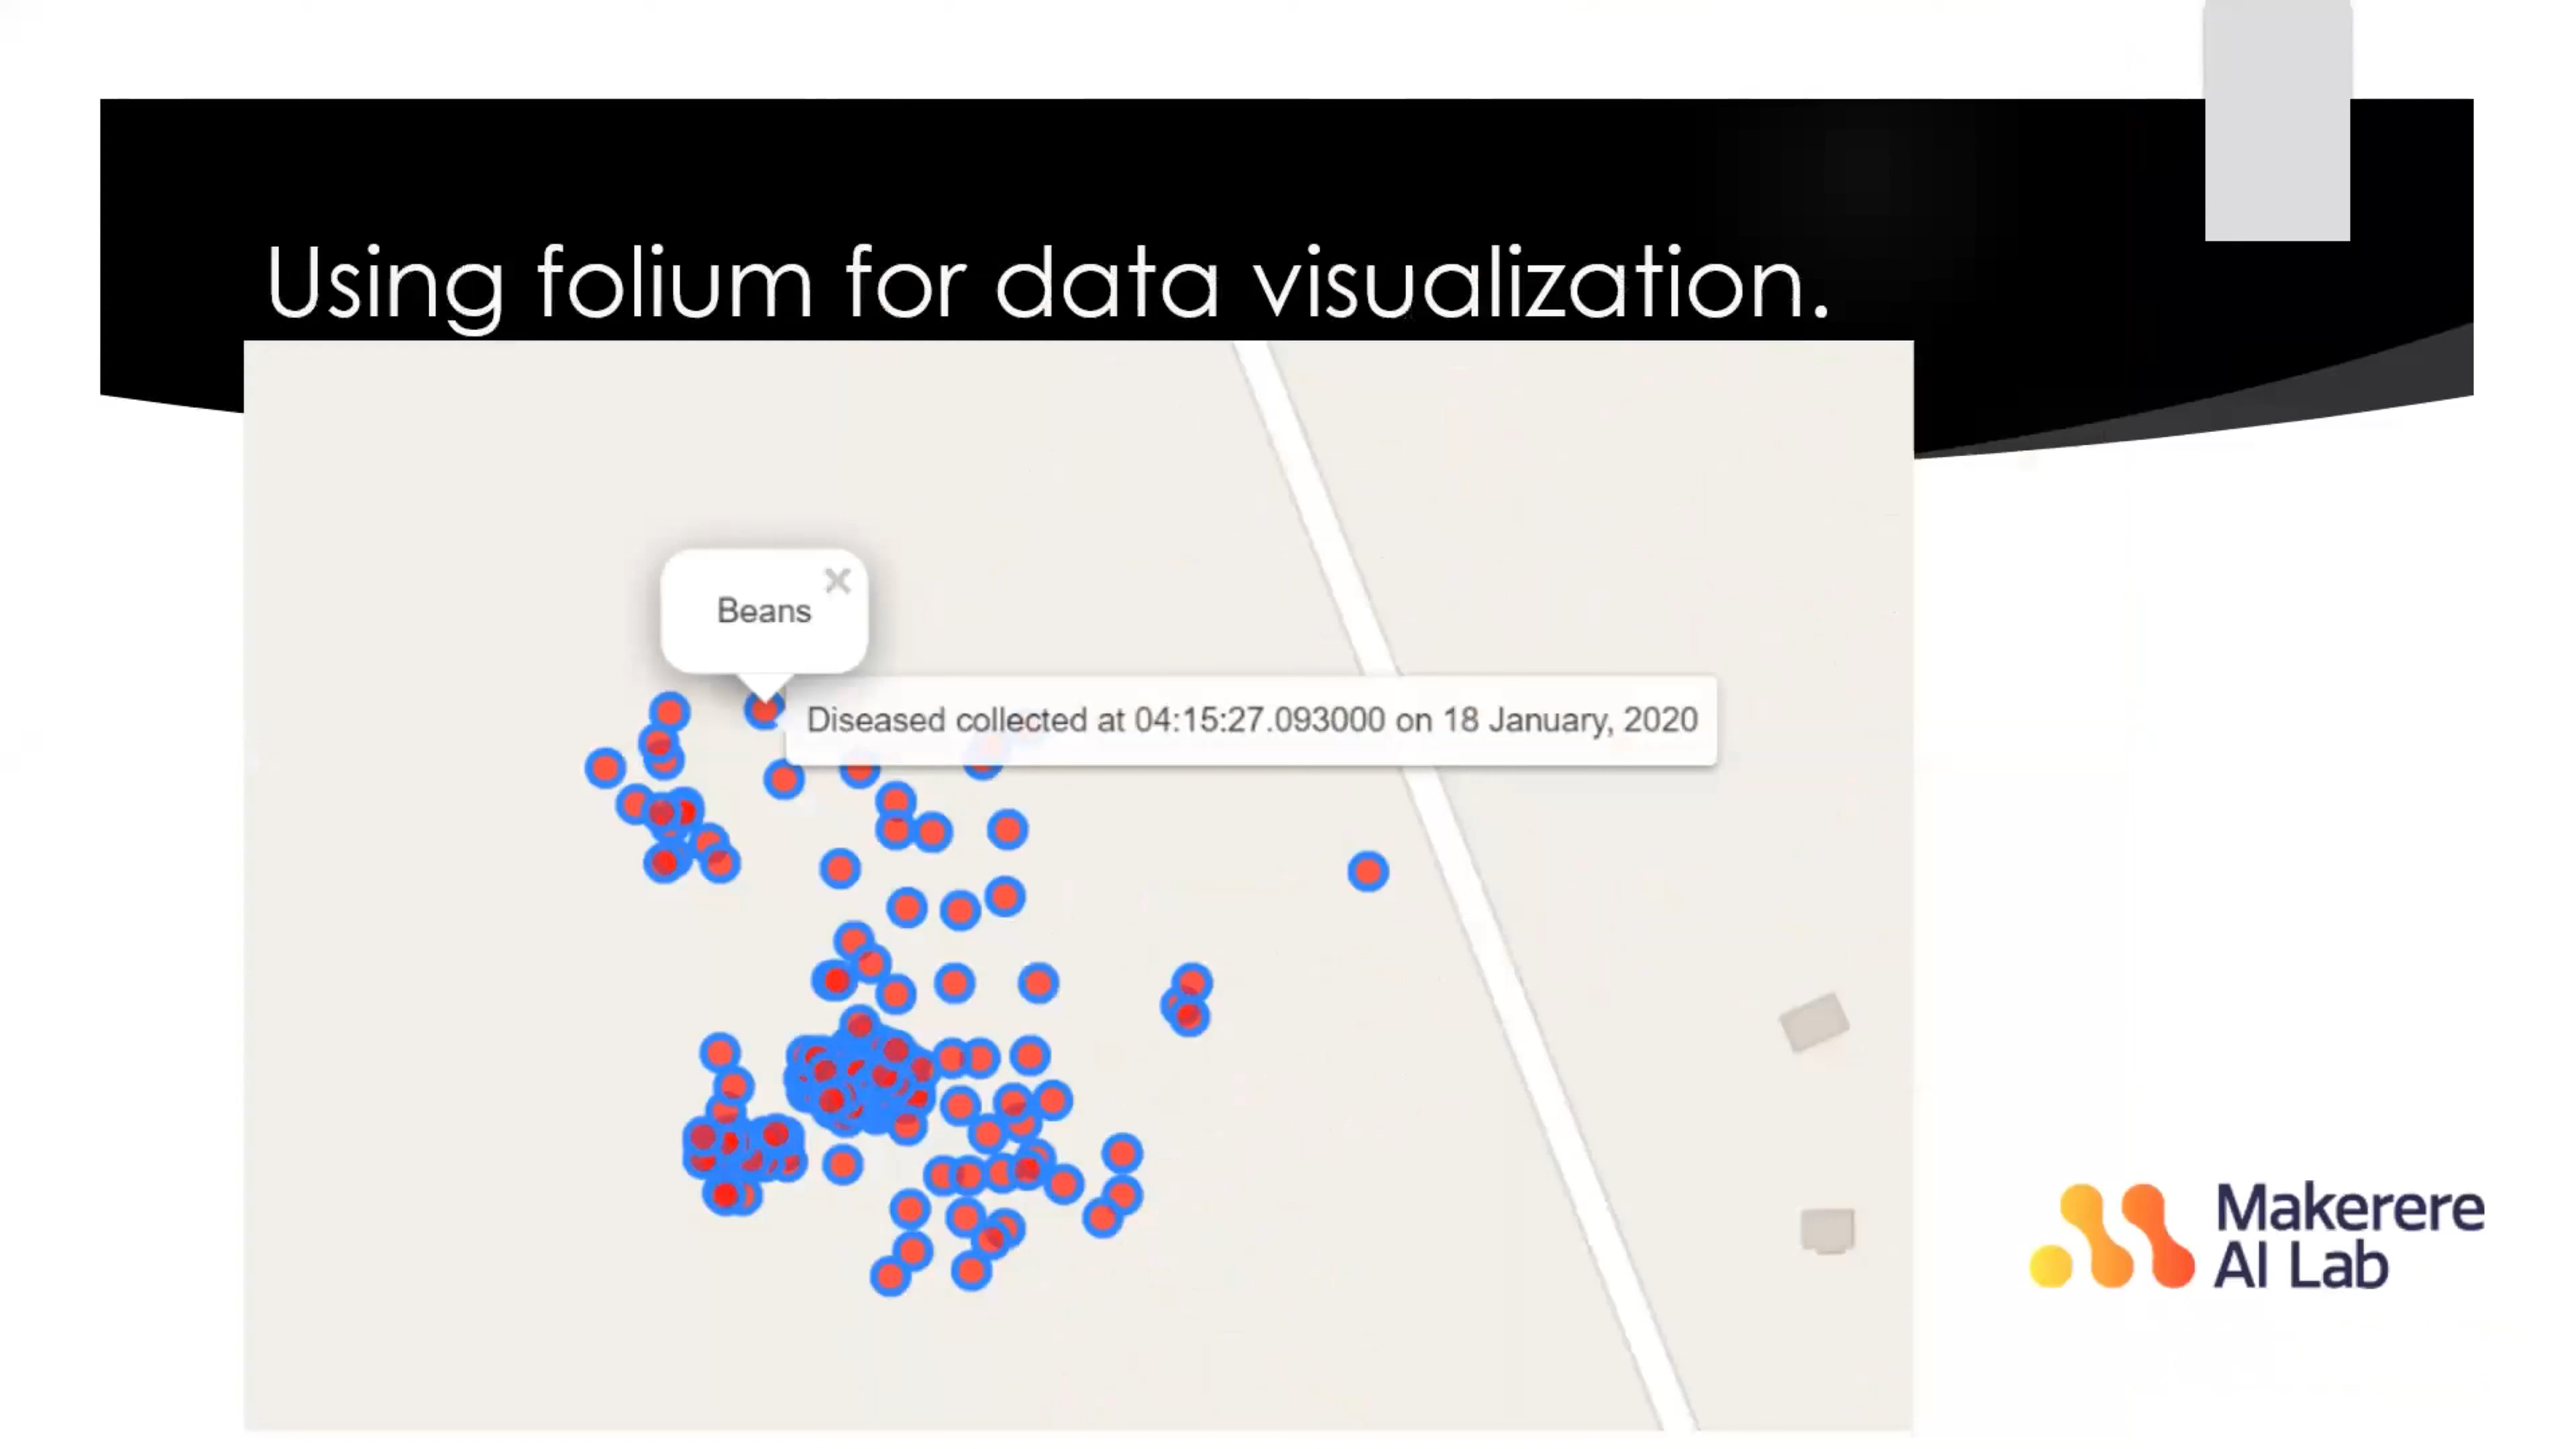 Using folium for data visualization.
Beans
Diseased collected at 04:15:27.093000 on 18 January, 2020
Makerere
AI Lab